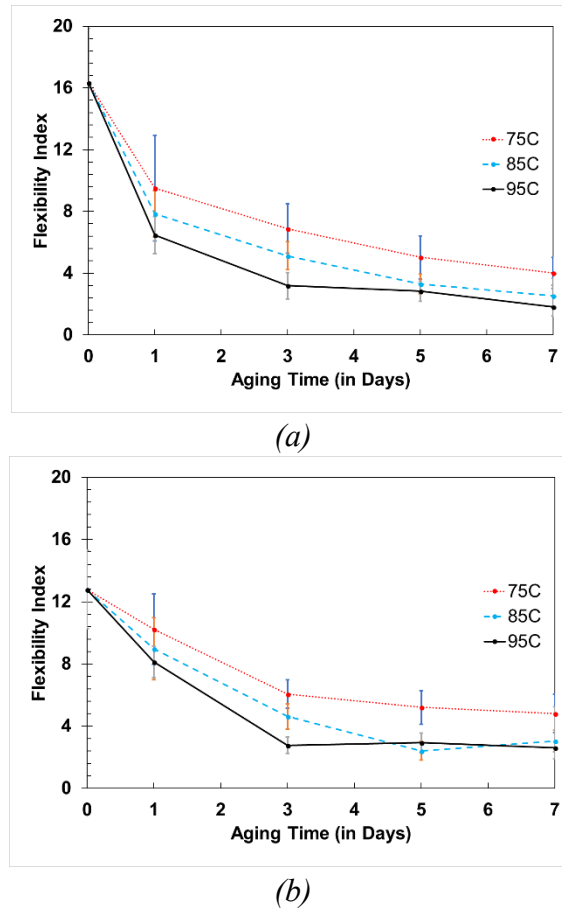 20
16
12
8
4
0
Flexibility Index
75C
85C
95C
0 1 2 3 4 5 6 7
Aging Time (in Days)
(a)
20
16
12
8
4
0
Flexibility Index
75C
85C
95C
0 1 2 3 4 5 6 7
Aging Time (in Days)
(b)